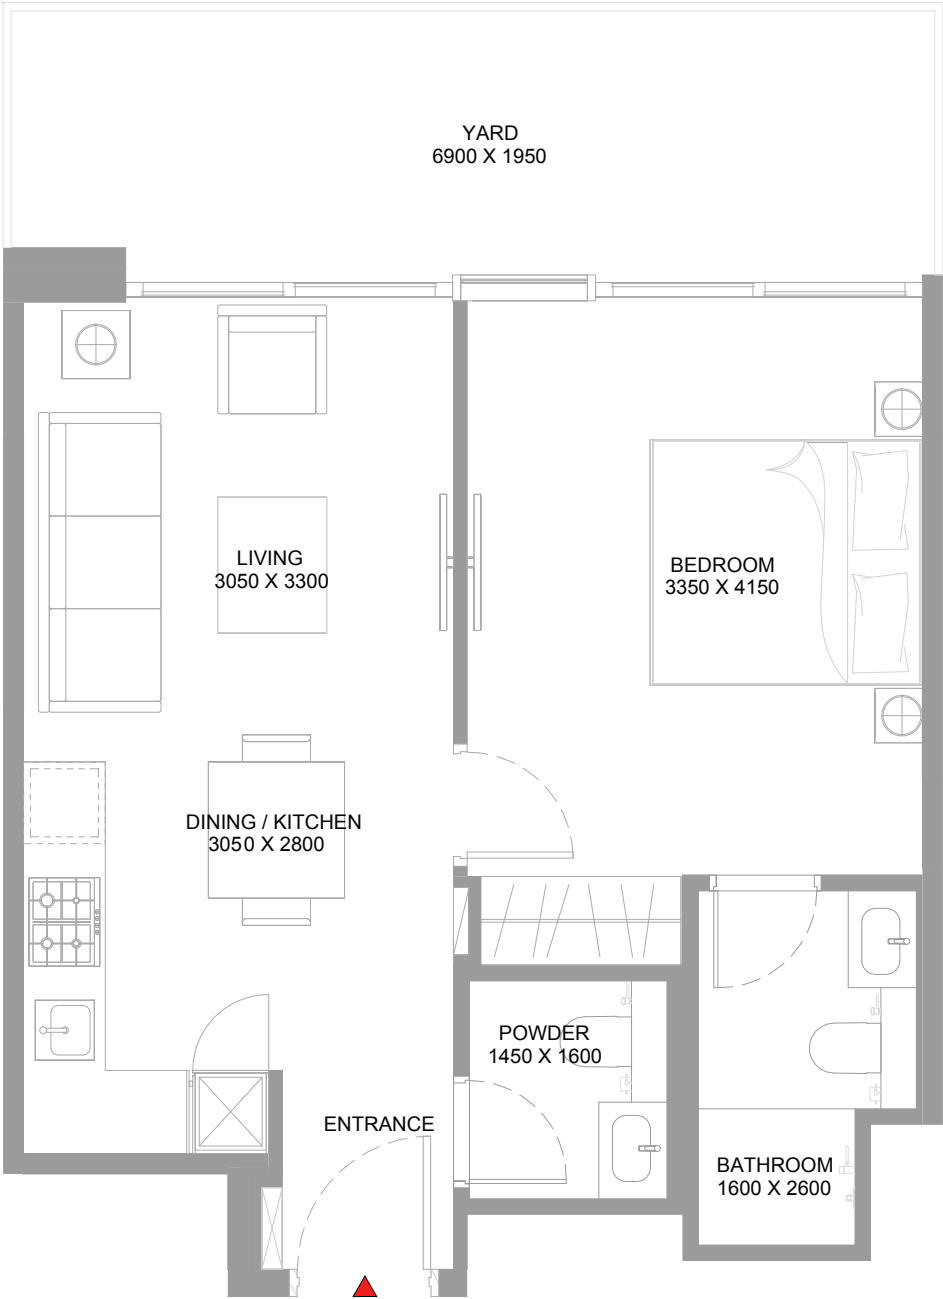 YARD
6900 X 1950
LIVING
3050 X 3300
BEDROOM
3350 X 4150
DINING / KITCHEN
3050 X 2800
POWDER
1450 X 1600
ENTRANCE
BATHROOM
1600 X 2600